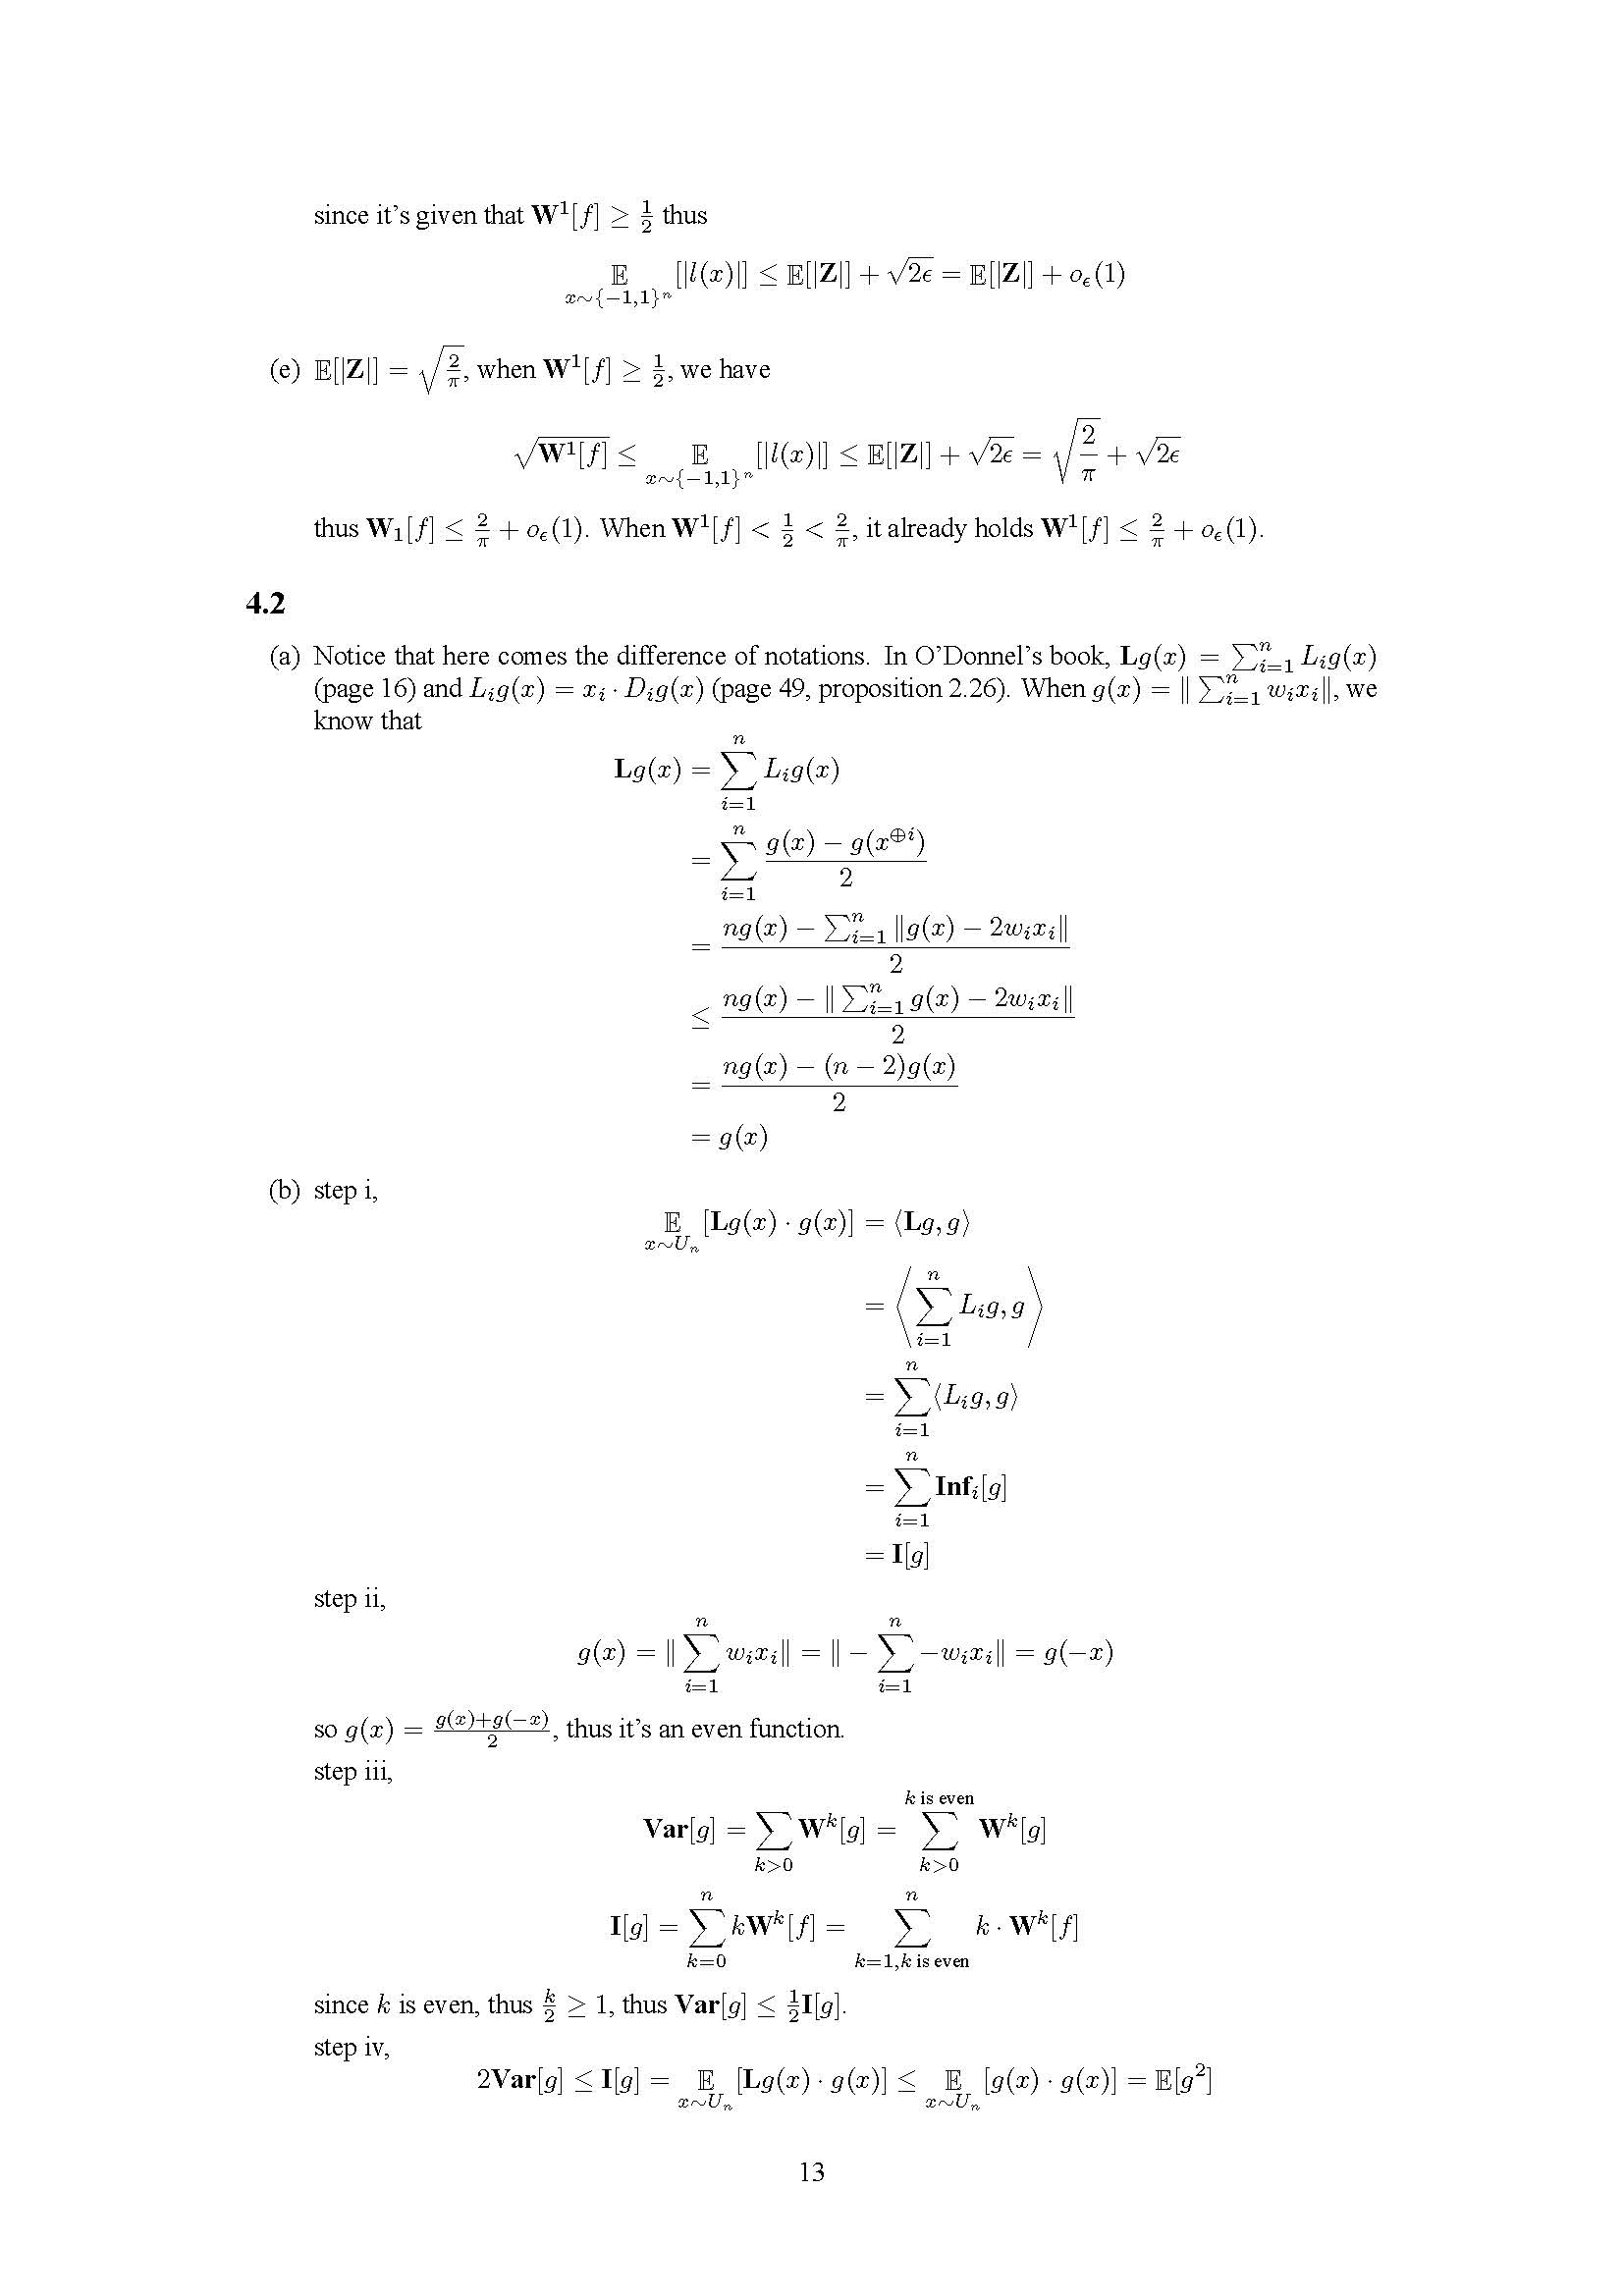 since it's given that $\mathbf{W}^1[f] \geq \frac{1}{2}$ thus
$$\mathop{\mathbb{E}}_{x\sim\{-1,1\}^n}[|l(x)|] \leq \mathbb{E}[|\mathbf{Z}|] + \sqrt{2\epsilon} = \mathbb{E}[|\mathbf{Z}|] + o_\epsilon(1)$$
(e) $\mathbb{E}[|\mathbf{Z}|] = \sqrt{\frac{2}{\pi}}$, when $\mathbf{W}^1[f] \geq \frac{1}{2}$, we have
$$\sqrt{\mathbf{W}^1[f]} \leq \mathop{\mathbb{E}}_{x\sim\{-1,1\}^n}[|l(x)|] \leq \mathbb{E}[|\mathbf{Z}|] + \sqrt{2\epsilon} = \sqrt{\frac{2}{\pi}} + \sqrt{2\epsilon}$$
thus $\mathbf{W}_1[f] \leq \frac{2}{\pi} + o_\epsilon(1)$. When $\mathbf{W}^1[f] < \frac{1}{2} < \frac{2}{\pi}$, it already holds $\mathbf{W}^1[f] \leq \frac{2}{\pi} + o_\epsilon(1)$.
4.2
(a) Notice that here comes the difference of notations. In O'Donnel's book, $\mathbf{L}g(x) = \sum_{i=1}^n L_i g(x)$
(page 16) and $L_i g(x) = x_i \cdot D_i g(x)$ (page 49, proposition 2.26). When $g(x) = \|\sum_{i=1}^n w_i x_i\|$, we
know that
$$\mathbf{L}g(x) = \sum_{i=1}^n L_i g(x)$$
$$= \sum_{i=1}^n \frac{g(x) - g(x^{\oplus i})}{2}$$
$$= \frac{ng(x) - \sum_{i=1}^n \|g(x) - 2w_i x_i\|}{2}$$
$$\leq \frac{ng(x) - \|\sum_{i=1}^n g(x) - 2w_i x_i\|}{2}$$
$$= \frac{ng(x) - (n-2)g(x)}{2}$$
$$= g(x)$$
(b) step i,
$$\mathop{\mathbb{E}}_{x\sim U_n}[\mathbf{L}g(x) \cdot g(x)] = \langle \mathbf{L}g, g \rangle$$
$$= \left\langle \sum_{i=1}^n L_i g, g \right\rangle$$
$$= \sum_{i=1}^n \langle L_i g, g \rangle$$
$$= \sum_{i=1}^n \mathbf{Inf}_i[g]$$
$$= \mathbf{I}[g]$$
step ii,
$$g(x) = \|\sum_{i=1}^n w_i x_i\| = \|-\sum_{i=1}^n -w_i x_i\| = g(-x)$$
so $g(x) = \frac{g(x)+g(-x)}{2}$, thus it's an even function.
step iii,
$$\mathbf{Var}[g] = \sum_{k>0} \mathbf{W}^k[g] = \sum_{k>0}^{k \text{ is even}} \mathbf{W}^k[g]$$
$$\mathbf{I}[g] = \sum_{k=0}^n k\mathbf{W}^k[f] = \sum_{k=1, k \text{ is even}}^n k \cdot \mathbf{W}^k[f]$$
since $k$ is even, thus $\frac{k}{2} \geq 1$, thus $\mathbf{Var}[g] \leq \frac{1}{2}\mathbf{I}[g]$.
step iv,
$$2\mathbf{Var}[g] \leq \mathbf{I}[g] = \mathop{\mathbb{E}}_{x\sim U_n}[\mathbf{L}g(x) \cdot g(x)] \leq \mathop{\mathbb{E}}_{x\sim U_n}[g(x) \cdot g(x)] = \mathbb{E}[g^2]$$
13